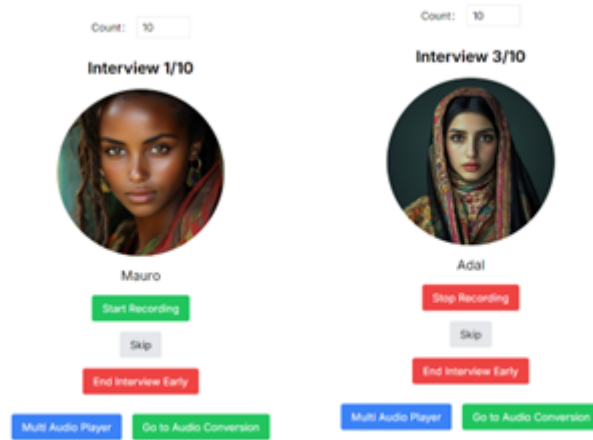 Count: 10
Interview 1/10
Mauro
Start Recording
Skip
End Interview Early
Multi Audio Player Go to Audio Conversion
Count: 10
Interview 3/10
Adal
Stop Recording
Skip
End Interview Early
Multi Audio Player Go to Audio Conversion